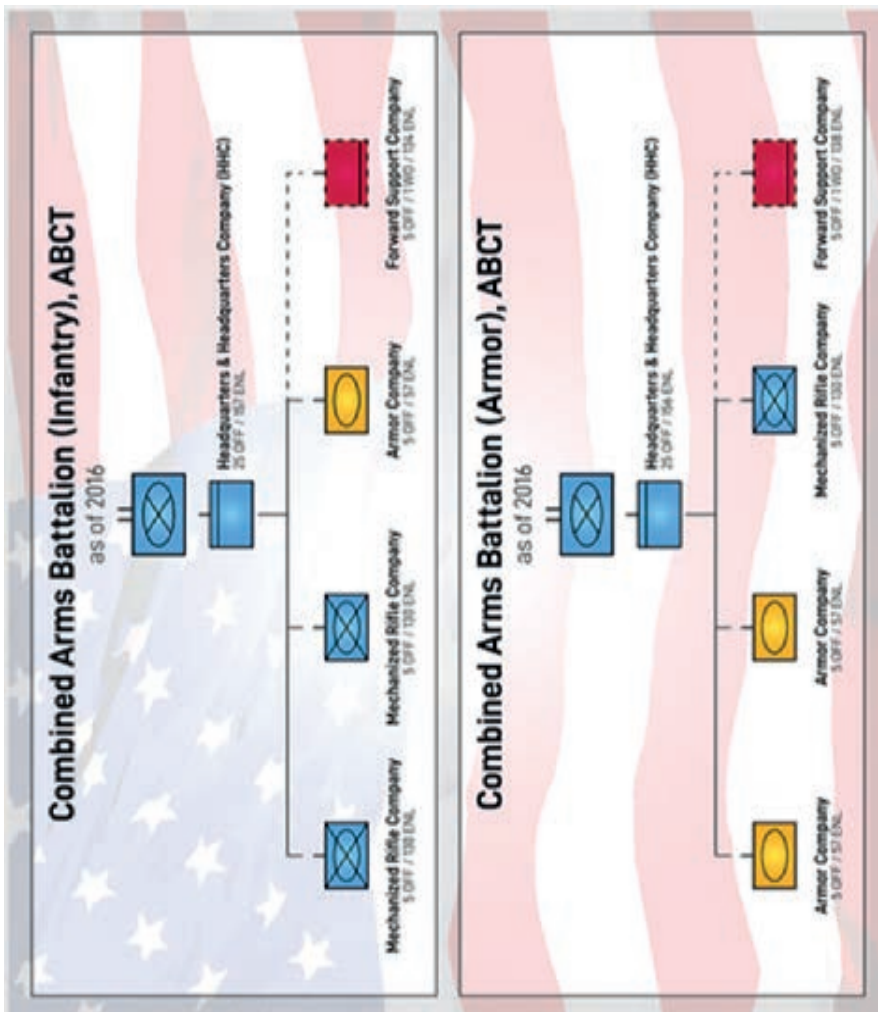 Combined Arms Battalion (Infantry), ABCT
as of 2016
Headquarters & Headquarters Company (HHC)
25 OFF / 157 ENL
Mechanized Rifle Company
5 OFF / 130 ENL
Mechanized Rifle Company
5 OFF / 130 ENL
Armor Company
5 OFF / 57 ENL
Forward Support Company
5 OFF / 1 WO / 134 ENL
Combined Arms Battalion (Armor), ABCT
as of 2016
Headquarters & Headquarters Company (HHC)
25 OFF / 156 ENL
Armor Company
5 OFF / 57 ENL
Armor Company
5 OFF / 57 ENL
Mechanized Rifle Company
5 OFF / 130 ENL
Forward Support Company
5 OFF / 1 WO / 138 ENL